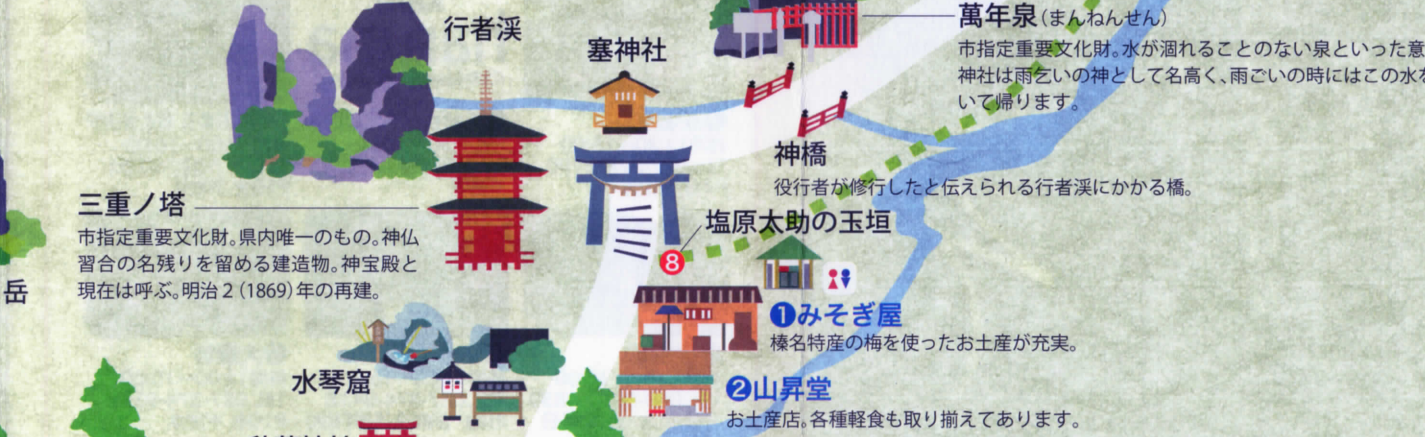 行者渓
塞神社
萬年泉(まんねんせん)
市指定重要文化財。水が涸れることのない泉といった意
神社は雨乞いの神として名高く、雨ごいの時にはこの水を
いて帰ります。
神橋
役行者が修行したと伝えられる行者渓にかかる橋。
三重ノ塔
市指定重要文化財。県内唯一のもの。神仏
習合の名残りを留める建造物。神宝殿と
現在は呼ぶ。明治2(1869)年の再建。
塩原太助の玉垣
8
岳
❶みそぎ屋
榛名特産の梅を使ったお土産が充実。
水琴窟
❷山昇堂
お土産店。各種軽食も取り揃えてあります。